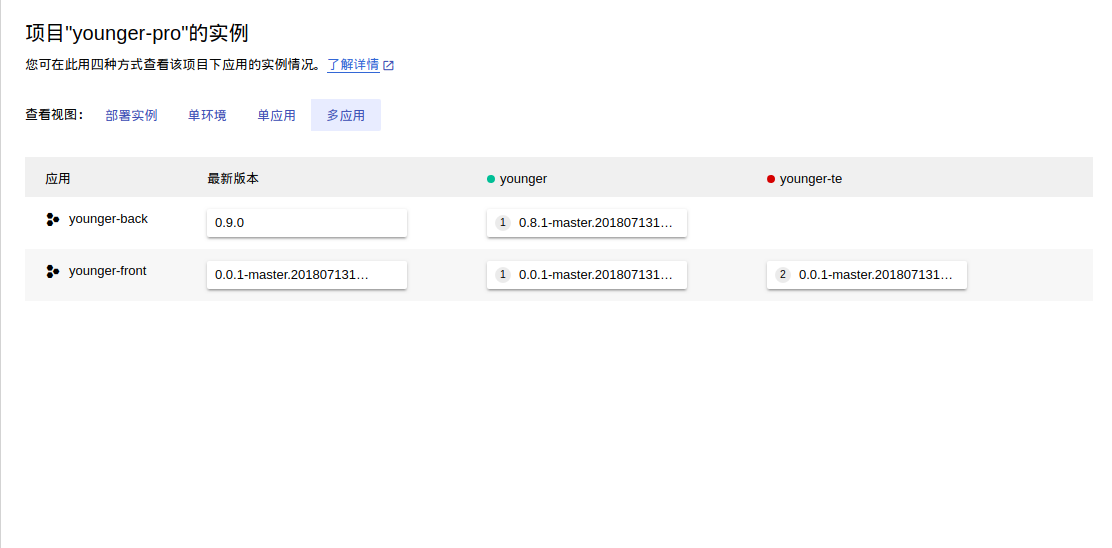 项目"younger-pro"的实例
您可在此用四种方式查看该项目下应用的实例情况。了解详情
查看视图： 部署实例 单环境 单应用 多应用
应用 最新版本 younger younger-te
younger-back 0.9.0 1 0.8.1-master.201807131…
younger-front 0.0.1-master.201807131… 1 0.0.1-master.201807131… 2 0.0.1-master.201807131…